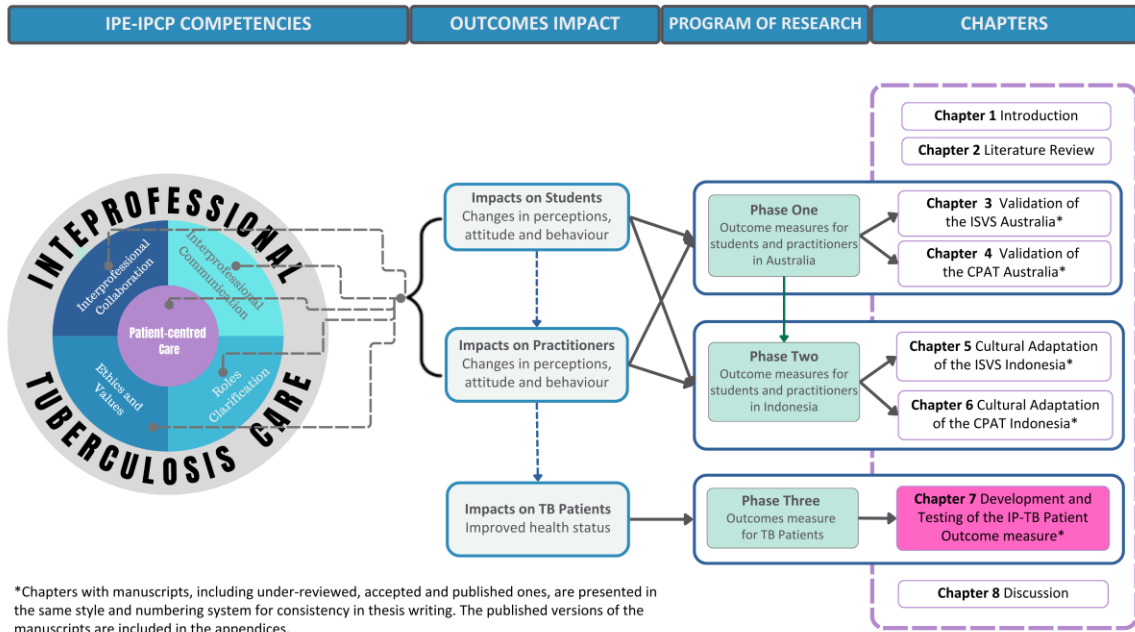 IPE-IPCP COMPETENCIES
OUTCOMES IMPACT
PROGRAM OF RESEARCH
CHAPTERS
INTEPROFESSIONAL
TUBERCULOSIS CARE
Interprofessional
Collaboration
Interprofessional
Communication
Patient-centred
Care
Ethics and
Values
Roles
Clarification
Impacts on Students
Changes in perceptions,
attitude and behaviour
Impacts on Practitioners
Changes in perceptions,
attitude and behaviour
Impacts on TB Patients
Improved health status
Phase One
Outcome measures for
students and practitioners
in Australia
Phase Two
Outcome measures for
students and practitioners
in Indonesia
Phase Three
Outcomes measure
for TB Patients
Chapter 1 Introduction
Chapter 2 Literature Review
Chapter 3 Validation of
the ISVS Australia*
Chapter 4 Validation of
the CPAT Australia*
Chapter 5 Cultural Adaptation
of the ISVS Indonesia*
Chapter 6 Cultural Adaptation
of the CPAT Indonesia*
Chapter 7 Development and
Testing of the IP-TB Patient
Outcome measure*
Chapter 8 Discussion
*Chapters with manuscripts, including under-reviewed, accepted and published ones, are presented in
the same style and numbering system for consistency in thesis writing. The published versions of the
manuscripts are included in the appendices.